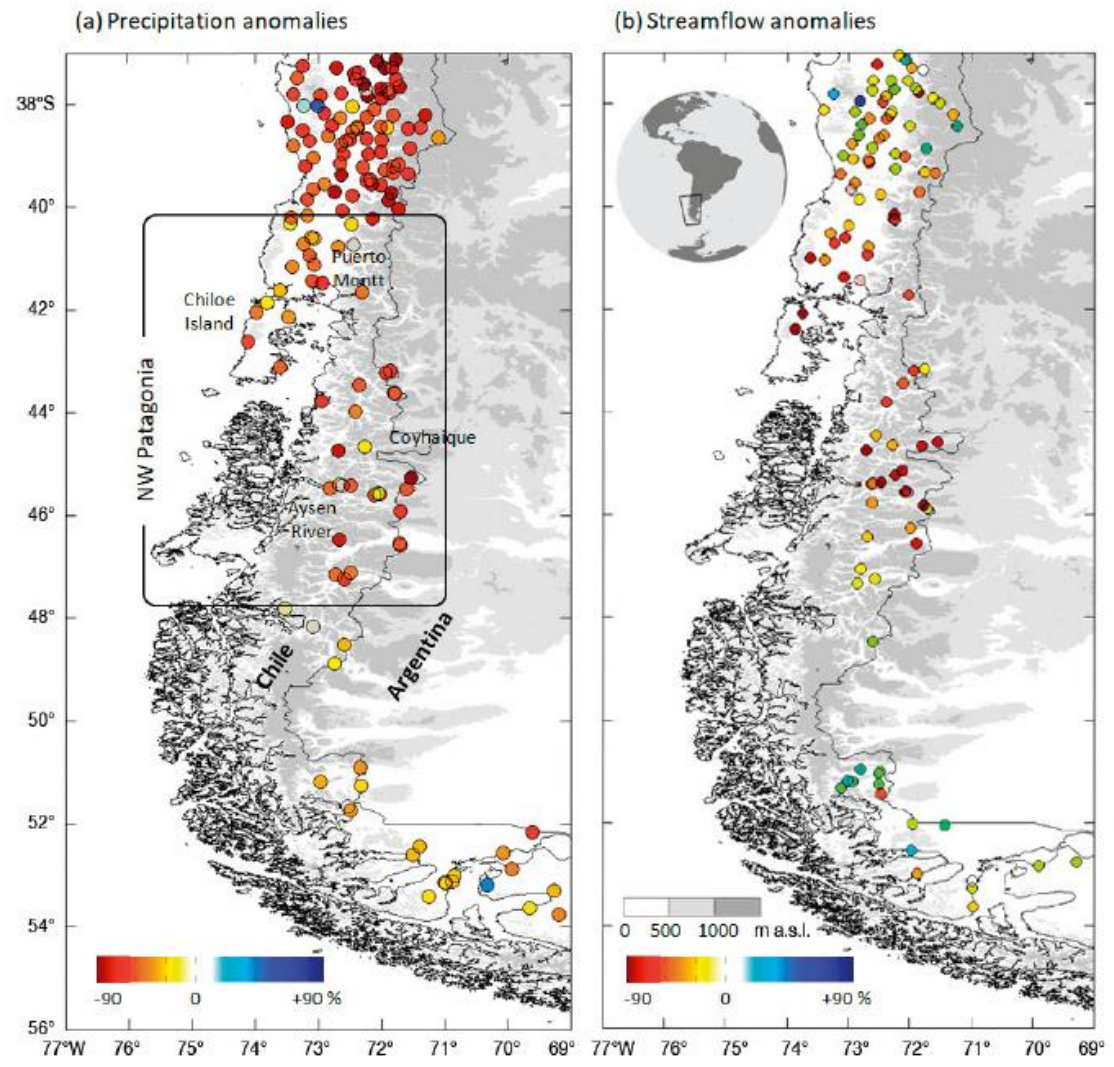 (a) Precipitation anomalies
(b) Streamflow anomalies
38°S
40°
42°
44°
46°
48°
50°
52°
54°
56°
NW Patagonia
Puerto
Montt
Chiloe
Island
Coyhaique
Aysen
River
Chile
Argentina
-90 0 +90 %
0 500 1000 m a.s.l.
-90 0 +90 %
77°W 75° 74° 73° 72° 71° 70° 69°
77°W 75° 74° 73° 72° 71° 70° 69°